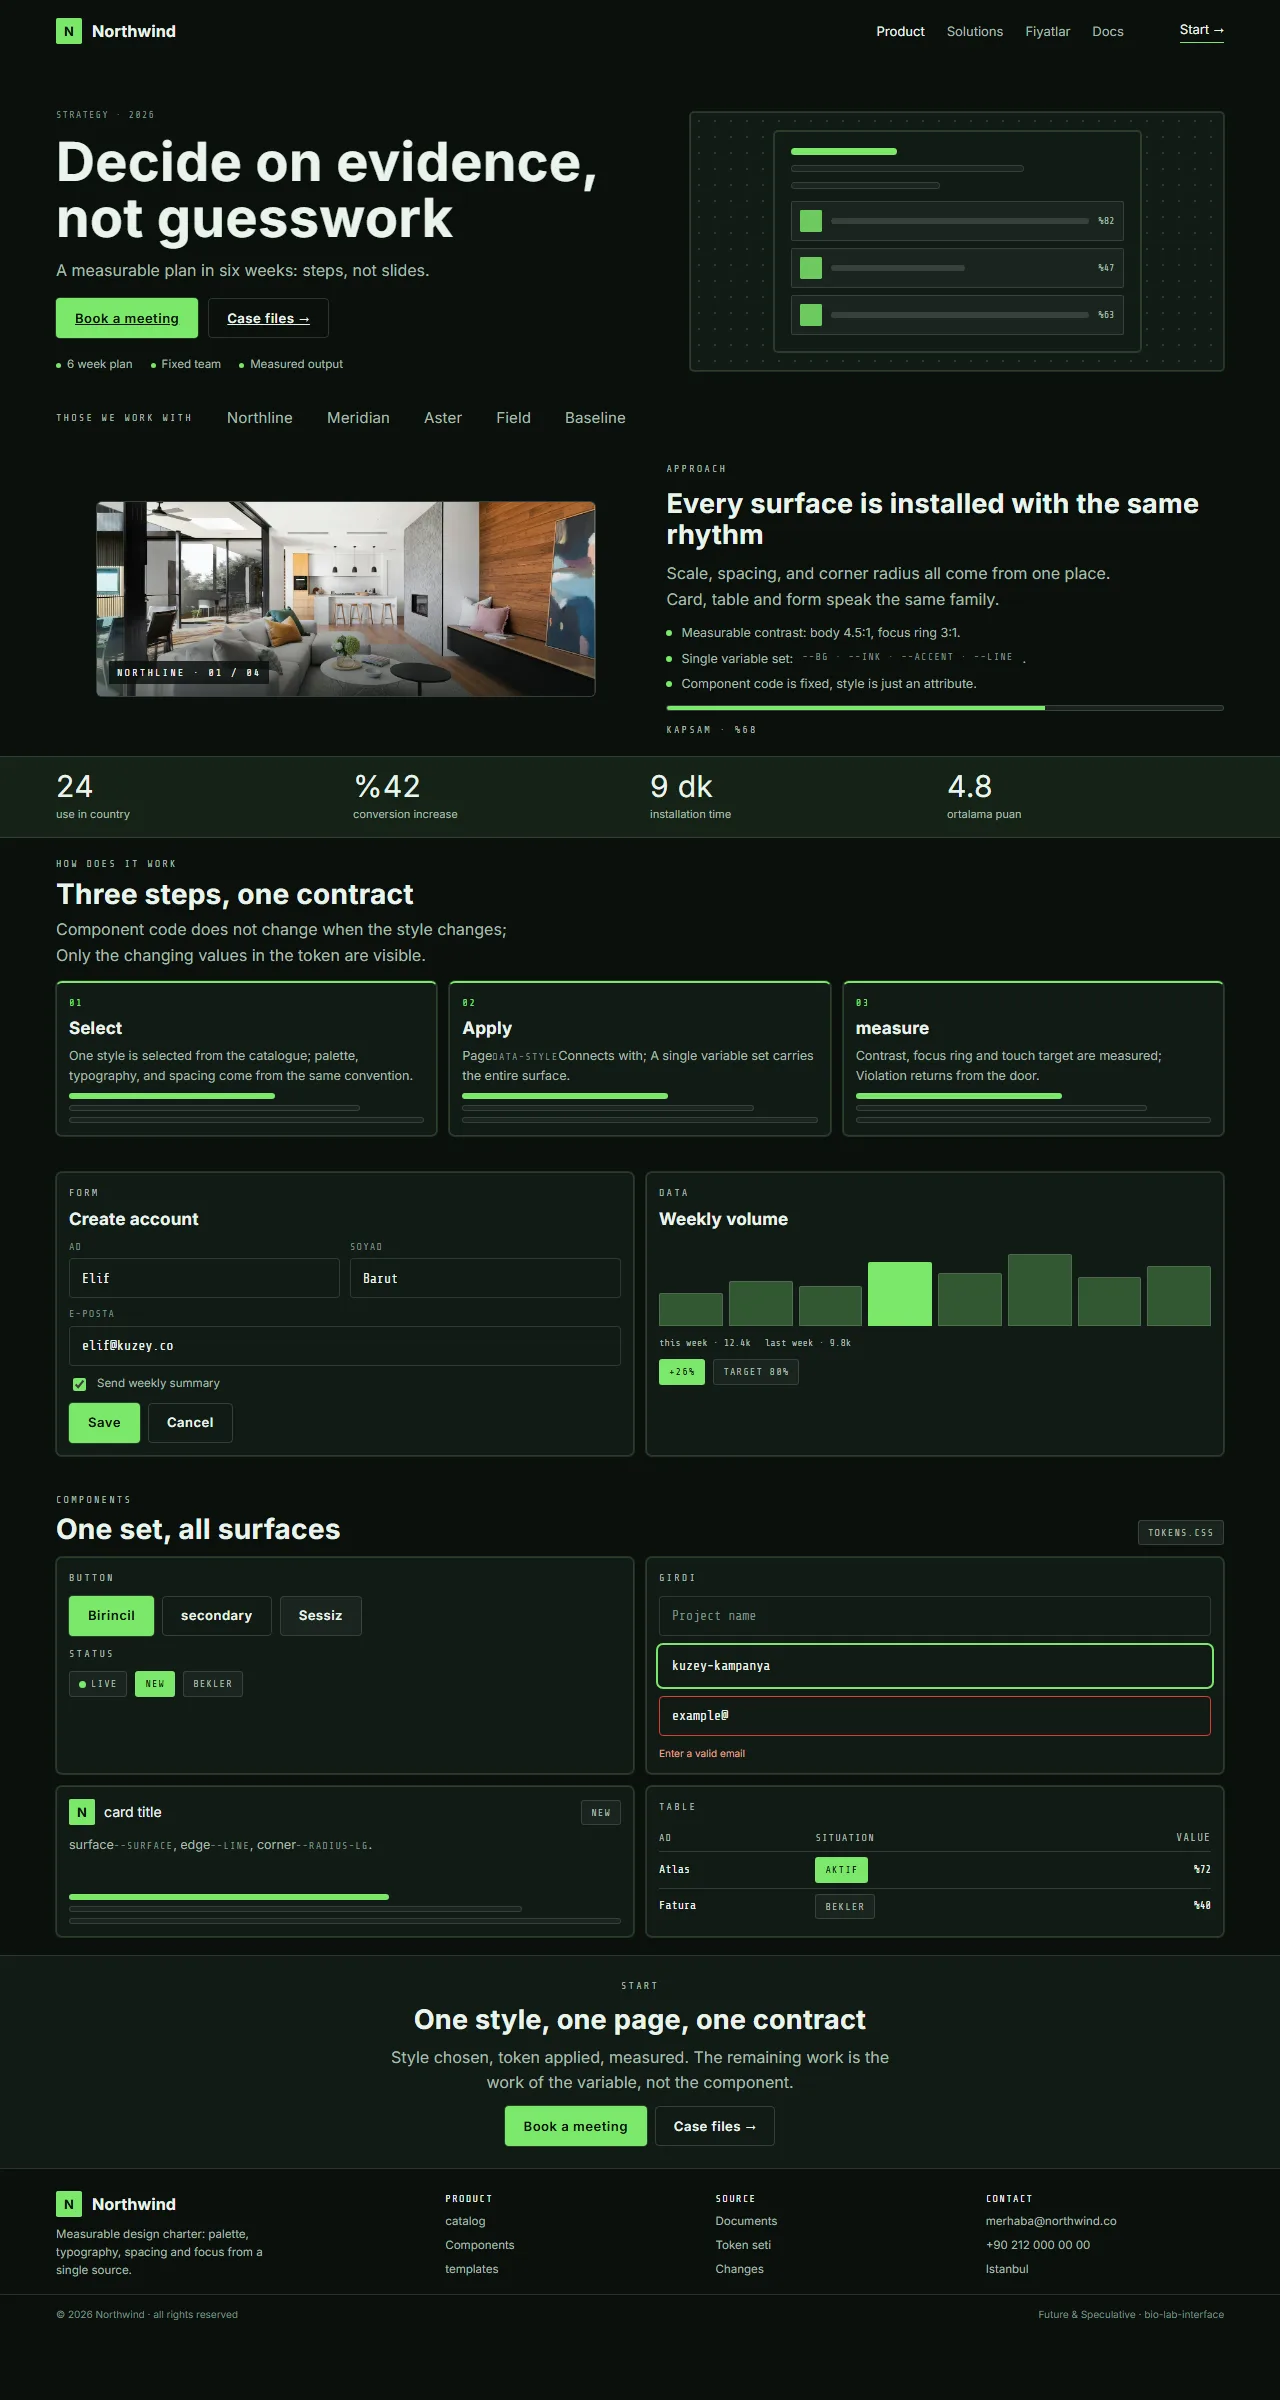 N Northwind
Product Solutions Fiyatlar Docs Start →
STRATEGY · 2026
Decide on evidence,
not guesswork
A measurable plan in six weeks: steps, not slides.
Book a meeting Case files →
6 week plan Fixed team Measured output
%82
%47
%63
THOSE WE WORK WITH Northline Meridian Aster Field Baseline
NORTHLINE · 01 / 04
APPROACH
Every surface is installed with the same
rhythm
Scale, spacing, and corner radius all come from one place.
Card, table and form speak the same family.
Measurable contrast: body 4.5:1, focus ring 3:1.
Single variable set: --BG · --INK · --ACCENT · --LINE .
Component code is fixed, style is just an attribute.
KAPSAM · %68
24 %42 9 dk 4.8
use in country conversion increase installation time ortalama puan
HOW DOES IT WORK
Three steps, one contract
Component code does not change when the style changes;
Only the changing values in the token are visible.
01
Select
One style is selected from the catalogue; palette,
typography, and spacing come from the same convention.
02
Apply
PageDATA-STYLEConnects with; A single variable set carries
the entire surface.
03
measure
Contrast, focus ring and touch target are measured;
Violation returns from the door.
FORM
Create account
AD SOYAD
Elif Barut
E-POSTA
elif@kuzey.co
Send weekly summary
Save Cancel
DATA
Weekly volume
this week · 12.4k last week · 9.8k
+26% TARGET 80%
COMPONENTS
One set, all surfaces
TOKENS.CSS
BUTTON
Birincil secondary Sessiz
STATUS
LIVE NEW BEKLER
GIRDI
Project name
kuzey-kampanya
example@
Enter a valid email
N card title NEW
surface--SURFACE, edge--LINE, corner--RADIUS-LG.
TABLE
AD SITUATION VALUE
Atlas AKTIF %72
Fatura BEKLER %40
START
One style, one page, one contract
Style chosen, token applied, measured. The remaining work is the
work of the variable, not the component.
Book a meeting Case files →
N Northwind
Measurable design charter: palette,
typography, spacing and focus from a
single source.
PRODUCT
catalog
Components
templates
SOURCE
Documents
Token seti
Changes
CONTACT
merhaba@northwind.co
+90 212 000 00 00
Istanbul
© 2026 Northwind · all rights reserved
Future & Speculative · bio-lab-interface